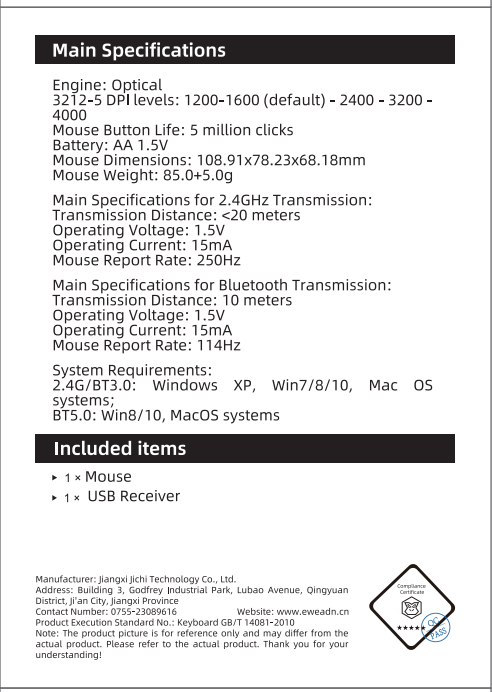 Main Specifications
Engine: Optical
3212-5 DPI levels: 1200-1600 (default) - 2400 - 3200 -
4000
Mouse Button Life: 5 million clicks
Battery: AA 1.5V
Mouse Dimensions: 108.91x78.23x68.18mm
Mouse Weight: 85.0+5.0g
Main Specifications for 2.4GHz Transmission:
Transmission Distance: <20 meters
Operating Voltage: 1.5V
Operating Current: 15mA
Mouse Report Rate: 250Hz
Main Specifications for Bluetooth Transmission:
Transmission Distance: 10 meters
Operating Voltage: 1.5V
Operating Current: 15mA
Mouse Report Rate: 114Hz
System Requirements:
2.4G/BT3.0: Windows XP, Win7/8/10, Mac OS
systems;
BT5.0: Win8/10, MacOS systems
Included items
▸ 1 × Mouse
▸ 1 × USB Receiver
Manufacturer: Jiangxi Jichi Technology Co., Ltd.
Address: Building 3, Godfrey Industrial Park, Lubao Avenue, Qingyuan
District, Ji'an City, Jiangxi Province
Contact Number: 0755-23089616 Website: www.eweadn.cn
Product Execution Standard No.: Keyboard GB/T 14081-2010
Note: The product picture is for reference only and may differ from the
actual product. Please refer to the actual product. Thank you for your
understanding!
Compliance
Certificate
★★★★★
QC
PASS